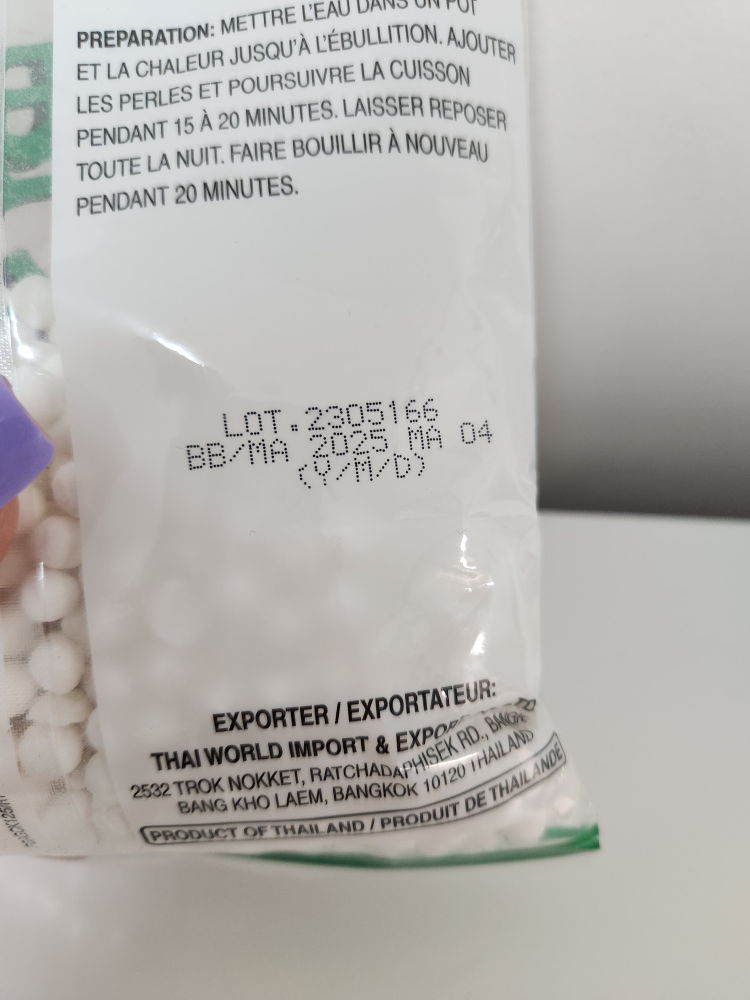 PREPARATION: METTRE L'EAU DANS UN POT
ET LA CHALEUR JUSQU'À L'ÉBULLITION. AJOUTER
LES PERLES ET POURSUIVRE LA CUISSON
PENDANT 15 À 20 MINUTES. LAISSER REPOSER
TOUTE LA NUIT. FAIRE BOUILLIR À NOUVEAU
PENDANT 20 MINUTES.
LOT.2305166
BB/MA 2025 MA 04
(Y/M/D)
EXPORTER / EXPORTATEUR:
THAI WORLD IMPORT & EXPO
2532 TROK NOKKET, RATCHADAPHISEK RD., BANGK
BANG KHO LAEM, BANGKOK 10120 THAILAND
PRODUCT OF THAILAND / PRODUIT DE THAILANDE